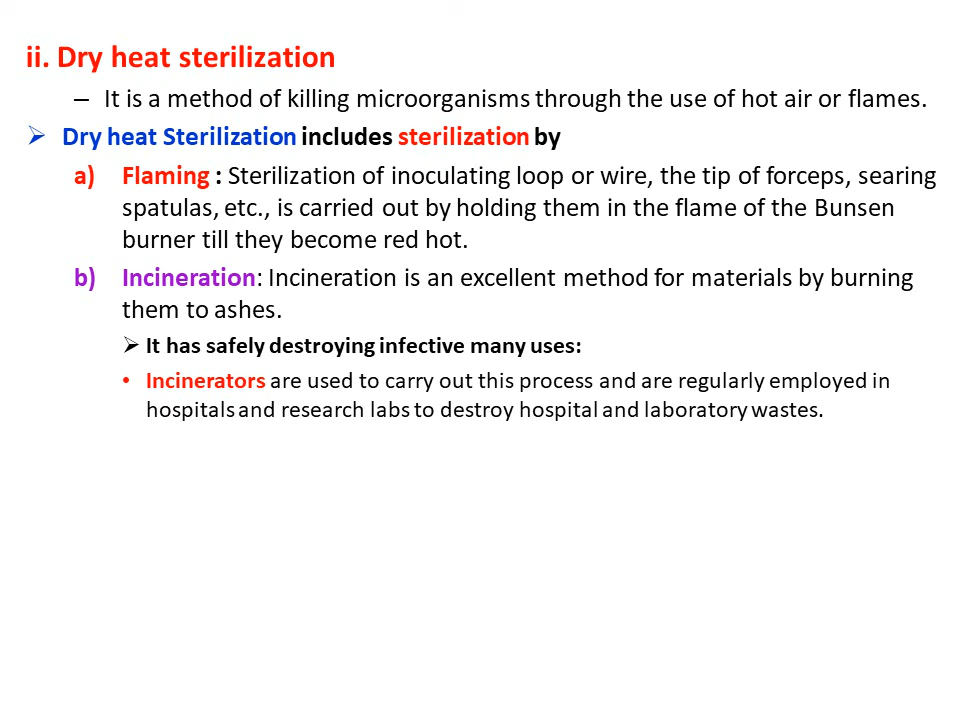 ii. Dry heat sterilization
– It is a method of killing microorganisms through the use of hot air or flames.
➢ Dry heat Sterilization includes sterilization by
a) Flaming : Sterilization of inoculating loop or wire, the tip of forceps, searing
spatulas, etc., is carried out by holding them in the flame of the Bunsen
burner till they become red hot.
b) Incineration: Incineration is an excellent method for materials by burning
them to ashes.
➢ It has safely destroying infective many uses:
• Incinerators are used to carry out this process and are regularly employed in
hospitals and research labs to destroy hospital and laboratory wastes.